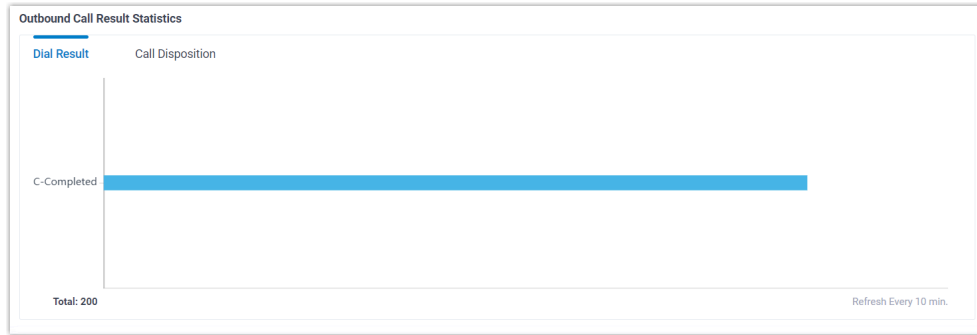 Outbound Call Result Statistics
Dial Result Call Disposition
C-Completed
Total: 200 Refresh Every 10 min.